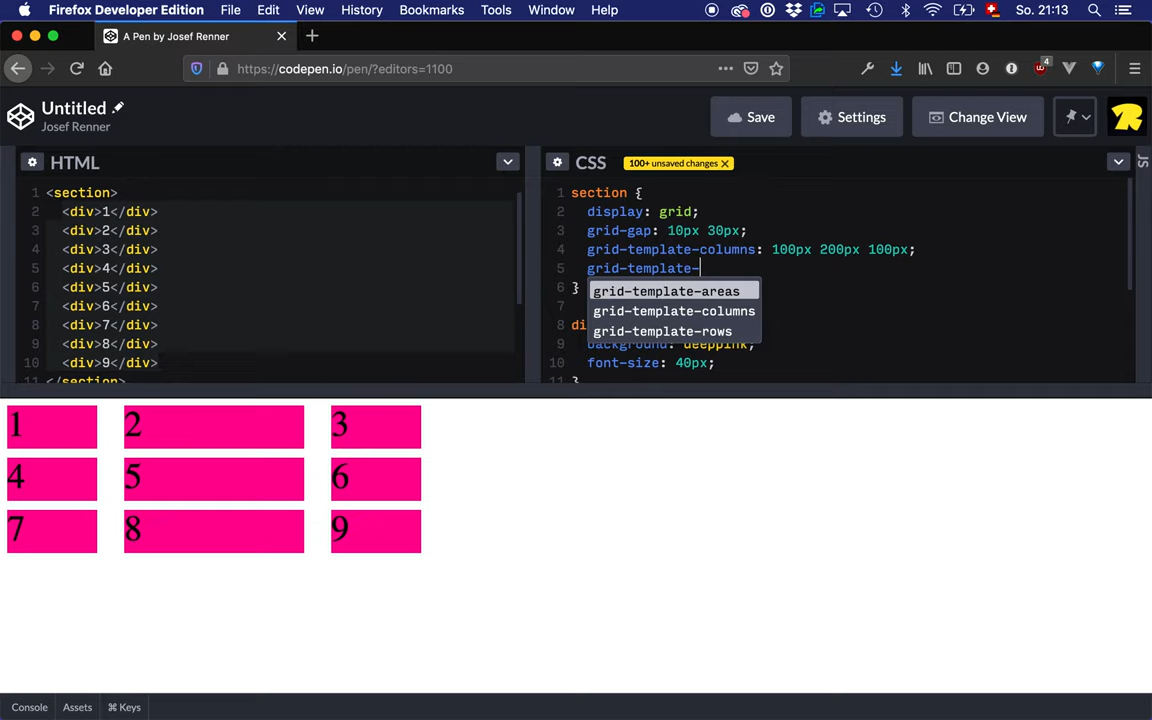 Firefox Developer Edition File Edit View History Bookmarks Tools Window Help So. 21:13
A Pen by Josef Renner
https://codepen.io/pen/?editors=1100 4
Untitled
Josef Renner
Save Settings Change View
HTML
1 <section>
2 <div>1</div>
3 <div>2</div>
4 <div>3</div>
5 <div>4</div>
6 <div>5</div>
7 <div>6</div>
8 <div>7</div>
9 <div>8</div>
10 <div>9</div>
11 </section>
CSS 100+ unsaved changes JS
1 section {
2 display: grid;
3 grid-gap: 10px 30px;
4 grid-template-columns: 100px 200px 100px;
5 grid-template-
6 }
grid-template-areas
grid-template-columns
grid-template-rows
7
8 di
9 background: deeppink;
10 font-size: 40px;
11 }
1 2 3
4 5 6
7 8 9
Console Assets ⌘ Keys